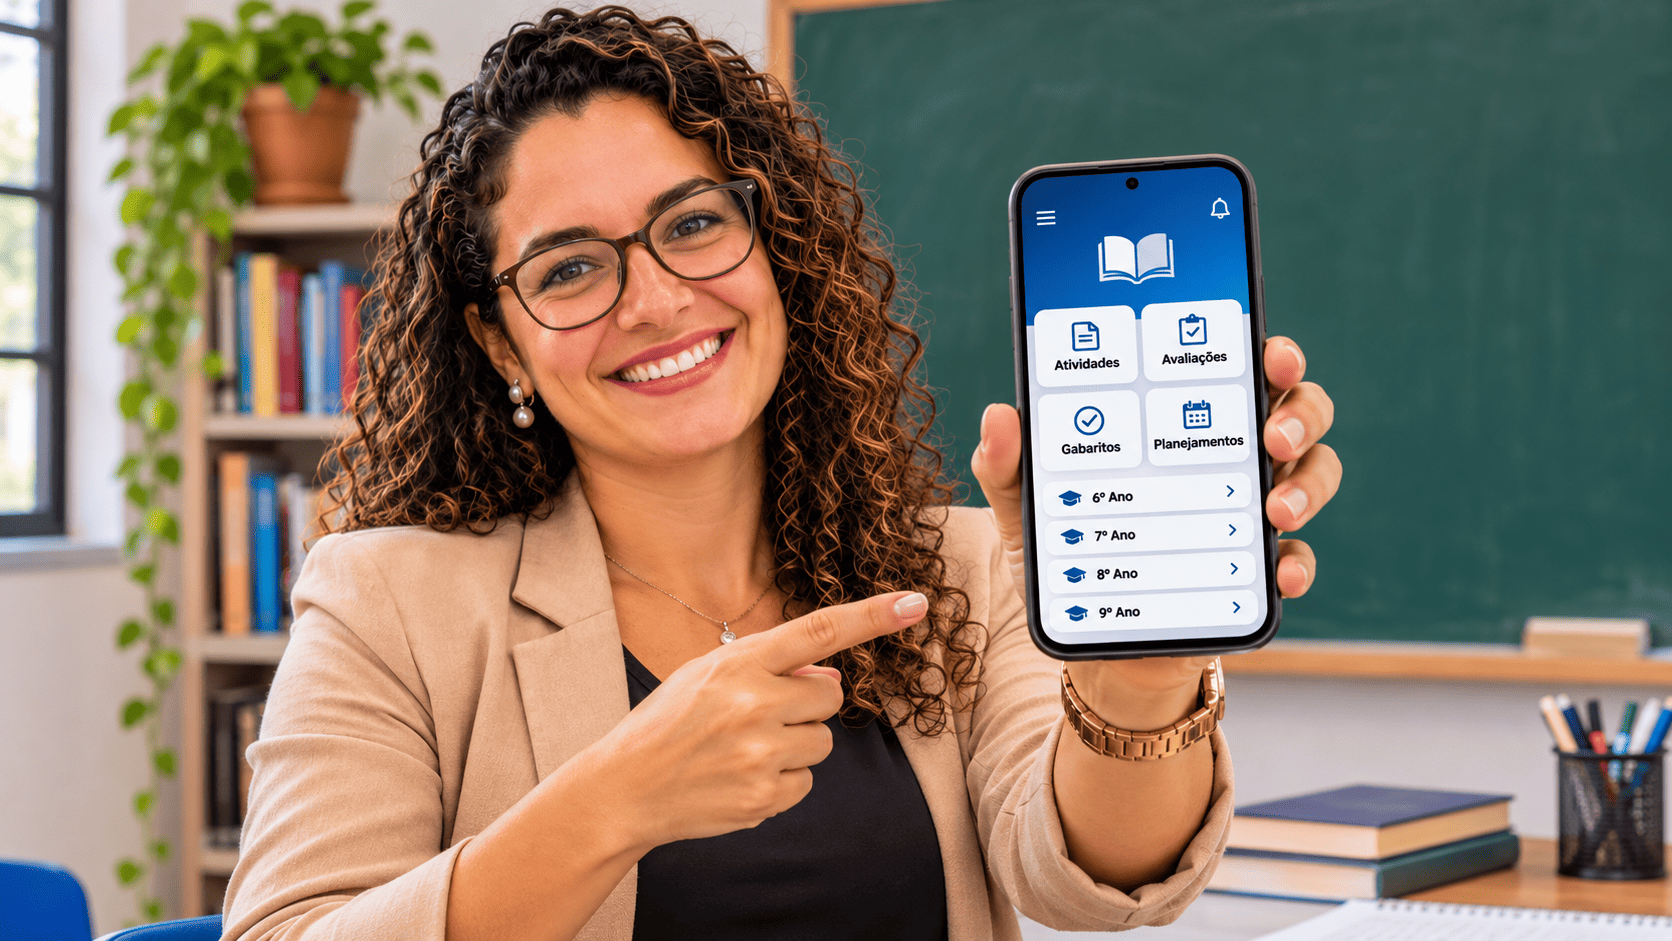 Atividades
Avaliações
Gabaritos
Planejamentos
6º Ano
7º Ano
8º Ano
9º Ano